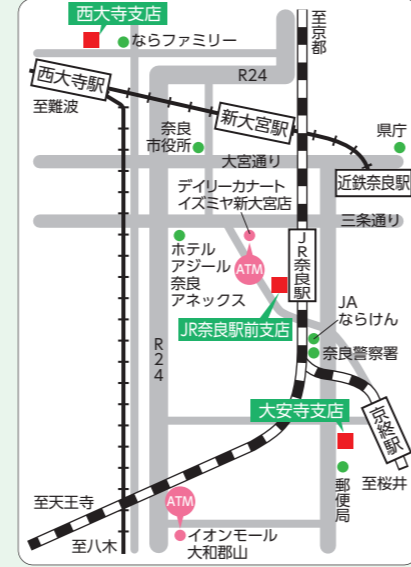 西大寺支店
ならファミリー
至京都
R24
西大寺駅
至難波
新大宮駅
奈良
市役所
県庁
大宮通り
近鉄奈良駅
デイリーカナート
イズミヤ新大宮店
三条通り
ホテル
アジール
奈良
アネックス
ATM
JR奈良駅
JR奈良駅前支店
JA
ならけん
奈良警察署
R24
大安寺支店
京終駅
至桜井
郵便局
至天王寺
ATM
至八木
イオンモール
大和郡山